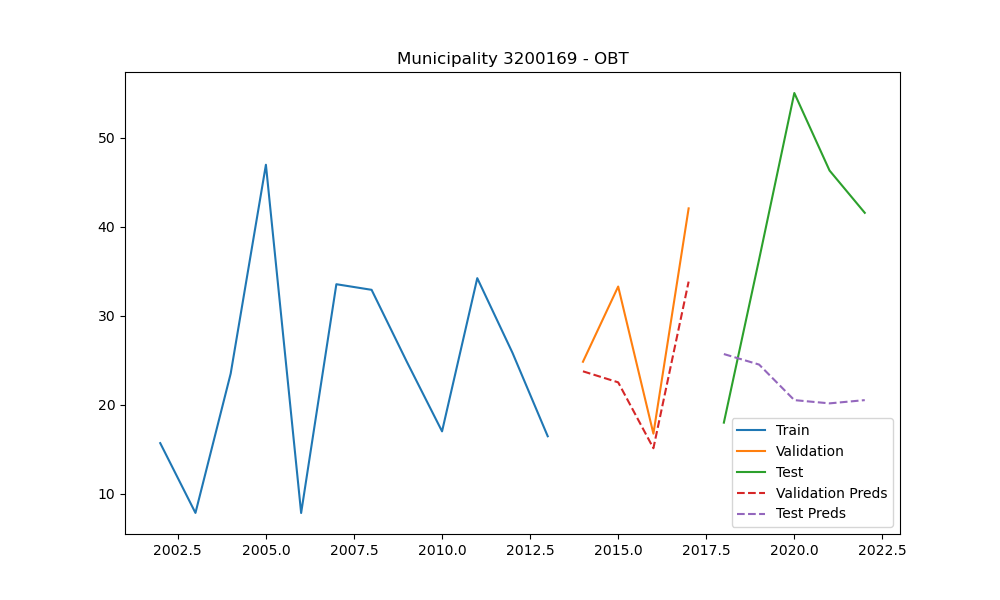 Municipality 3200169 - OBT
50
40
30
20
10
2002.5 2005.0 2007.5 2010.0 2012.5 2015.0 2017.5 2020.0 2022.5
Train
Validation
Test
Validation Preds
Test Preds